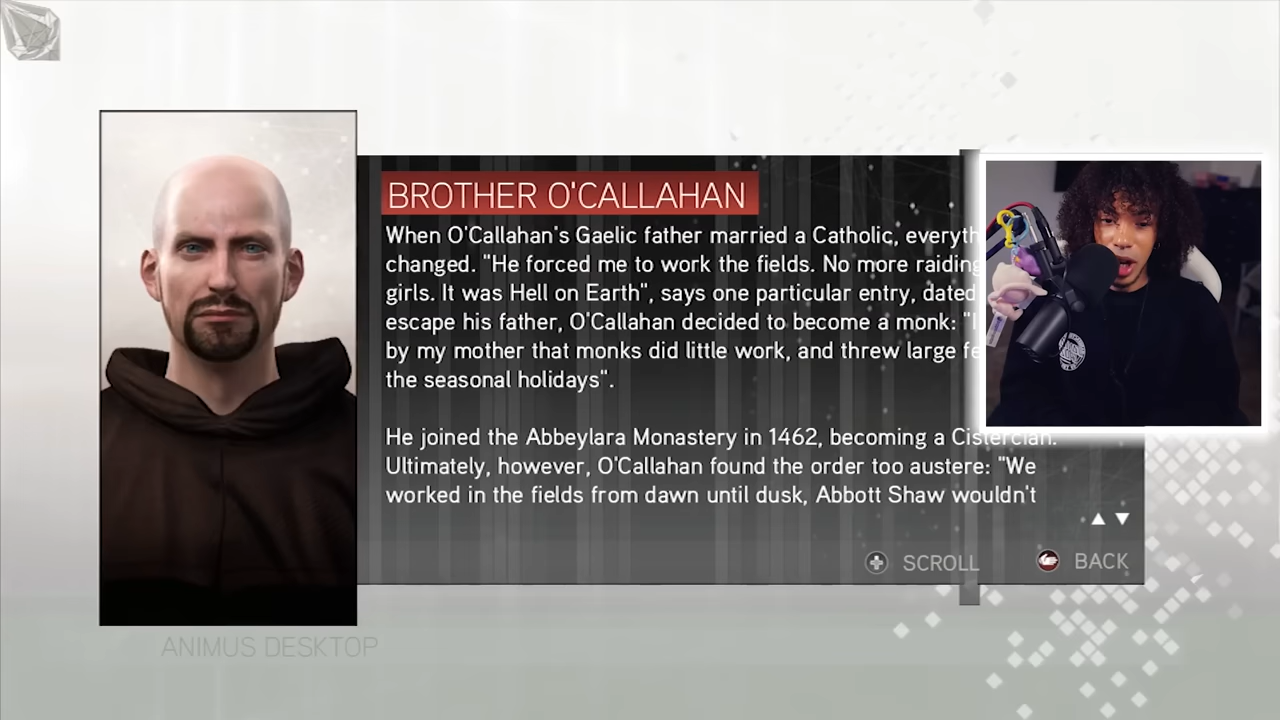 BROTHER O'CALLAHAN
When O'Callahan's Gaelic father married a Catholic,
changed. "He forced me to work the fields. No more raiding
girls. It was Hell on Earth", says one particular entry, dated
escape his father, O'Callahan decided to become a monk:
by my mother that monks did little work, and threw large
the seasonal holidays".
He joined the Abbeylara Monastery in 1462, becoming a Cistercian.
Ultimately, however, O'Callahan found the order too austere: "We
worked in the fields from dawn until dusk, Abbott Shaw wouldn't
SCROLL
BACK
ANIMUS DESKTOP